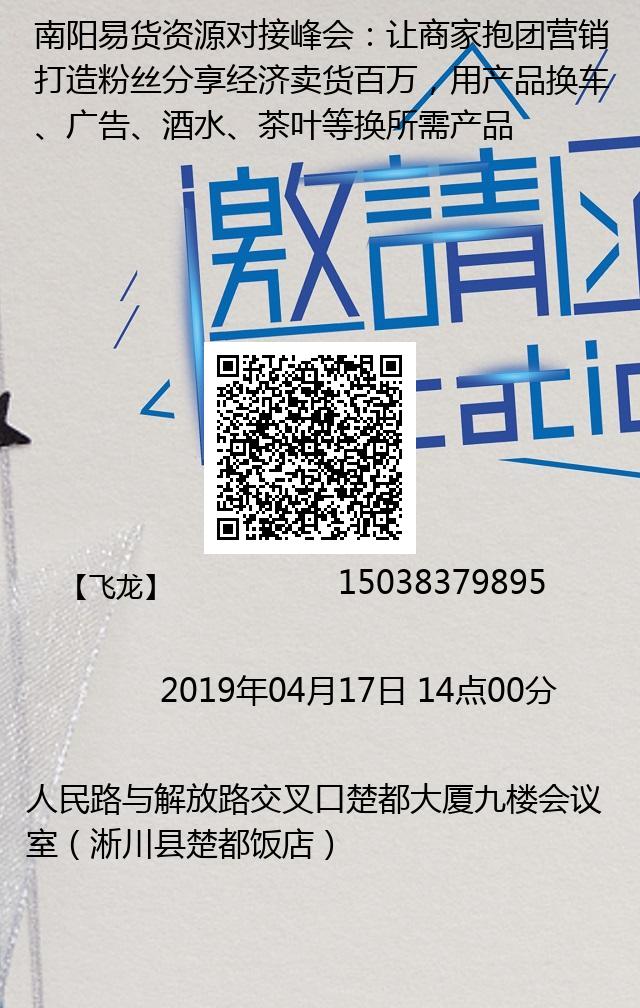 南阳易货资源对接峰会：让商家抱团营销
打造粉丝分享经济卖货百万，用产品换车
、广告、酒水、茶叶等换所需产品
邀請函
cation
【飞龙】
15038379895
2019年04月17日 14点00分
人民路与解放路交叉口楚都大厦九楼会议
室（淅川县楚都饭店）